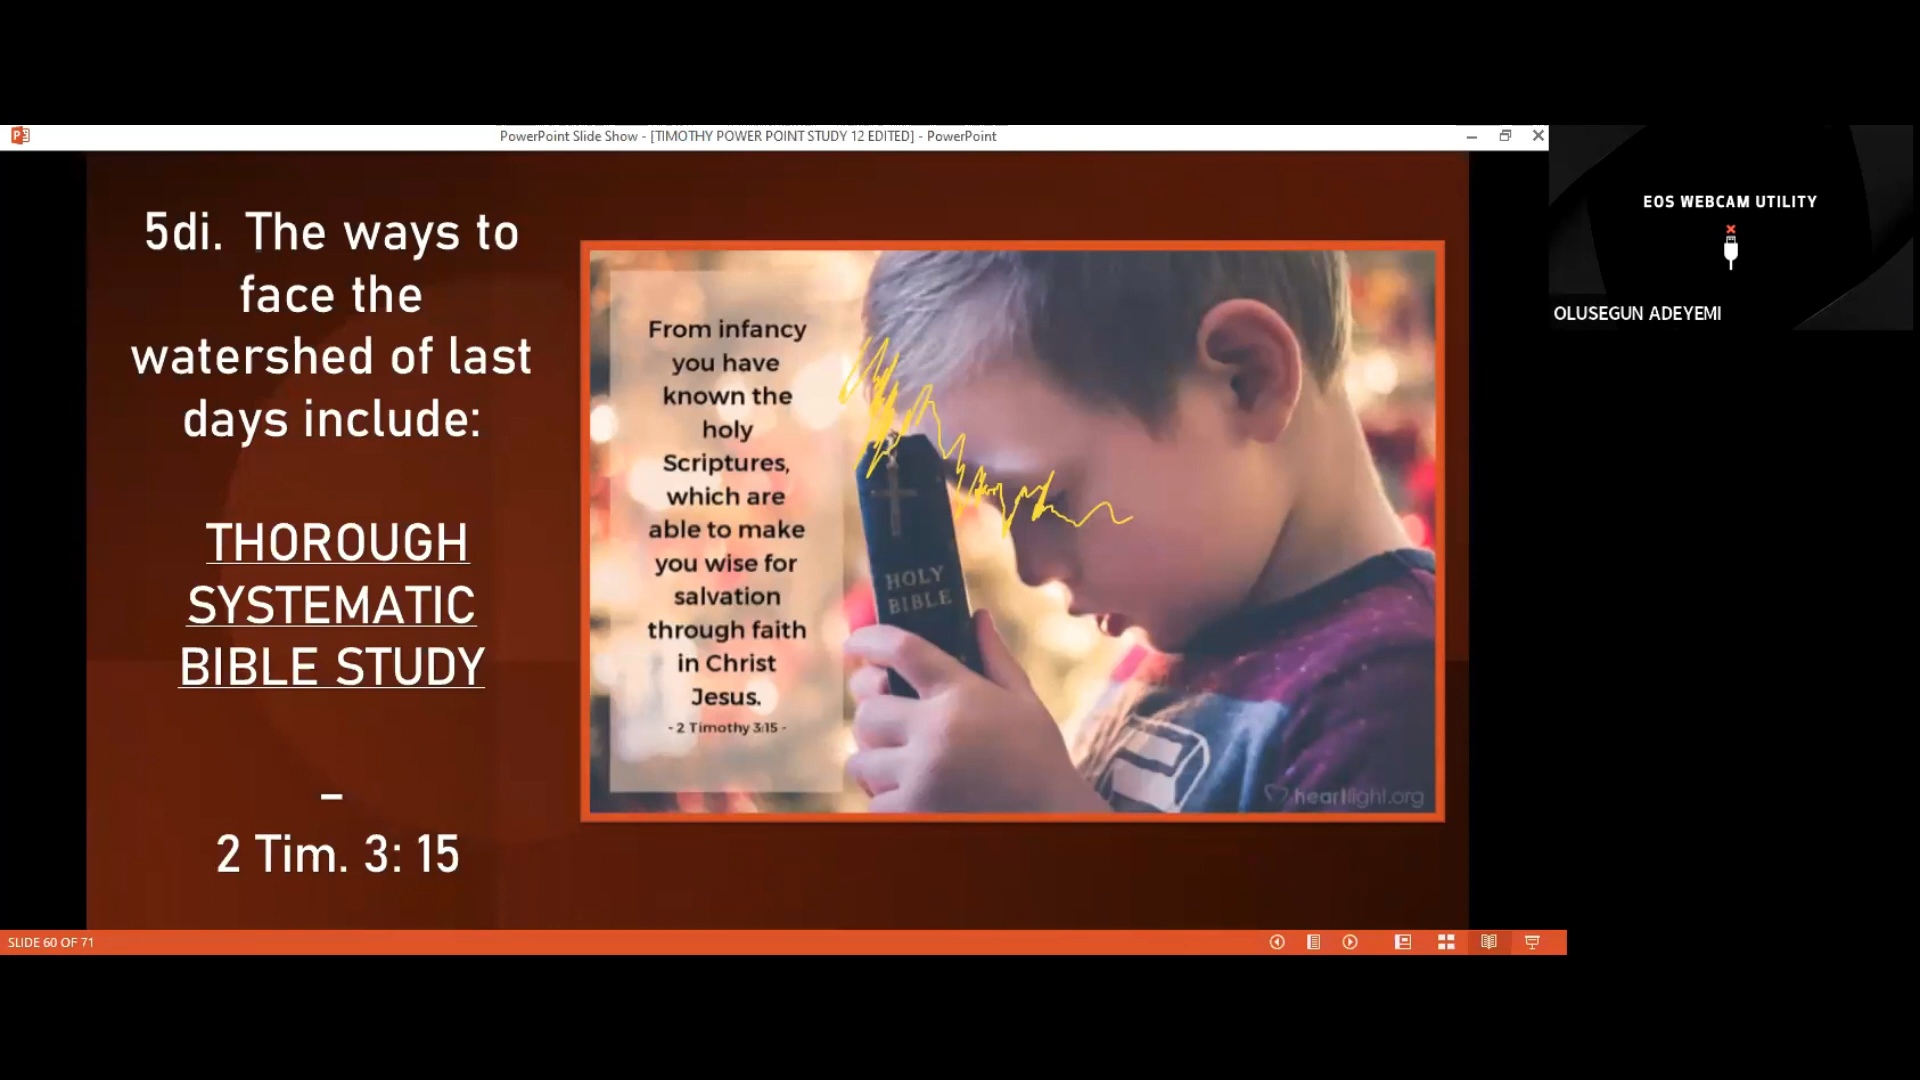 PowerPoint Slide Show - [TIMOTHY POWER POINT STUDY 12 EDITED] - PowerPoint
5di. The ways to
face the
watershed of last
days include:
THOROUGH
SYSTEMATIC
BIBLE STUDY
–
2 Tim. 3: 15
From infancy
you have
known the
holy
Scriptures,
which are
able to make
you wise for
salvation
through faith
in Christ
Jesus.
- 2 Timothy 3:15 -
HOLY
BIBLE
heartlight.org
EOS WEBCAM UTILITY
OLUSEGUN ADEYEMI
SLIDE 60 OF 71